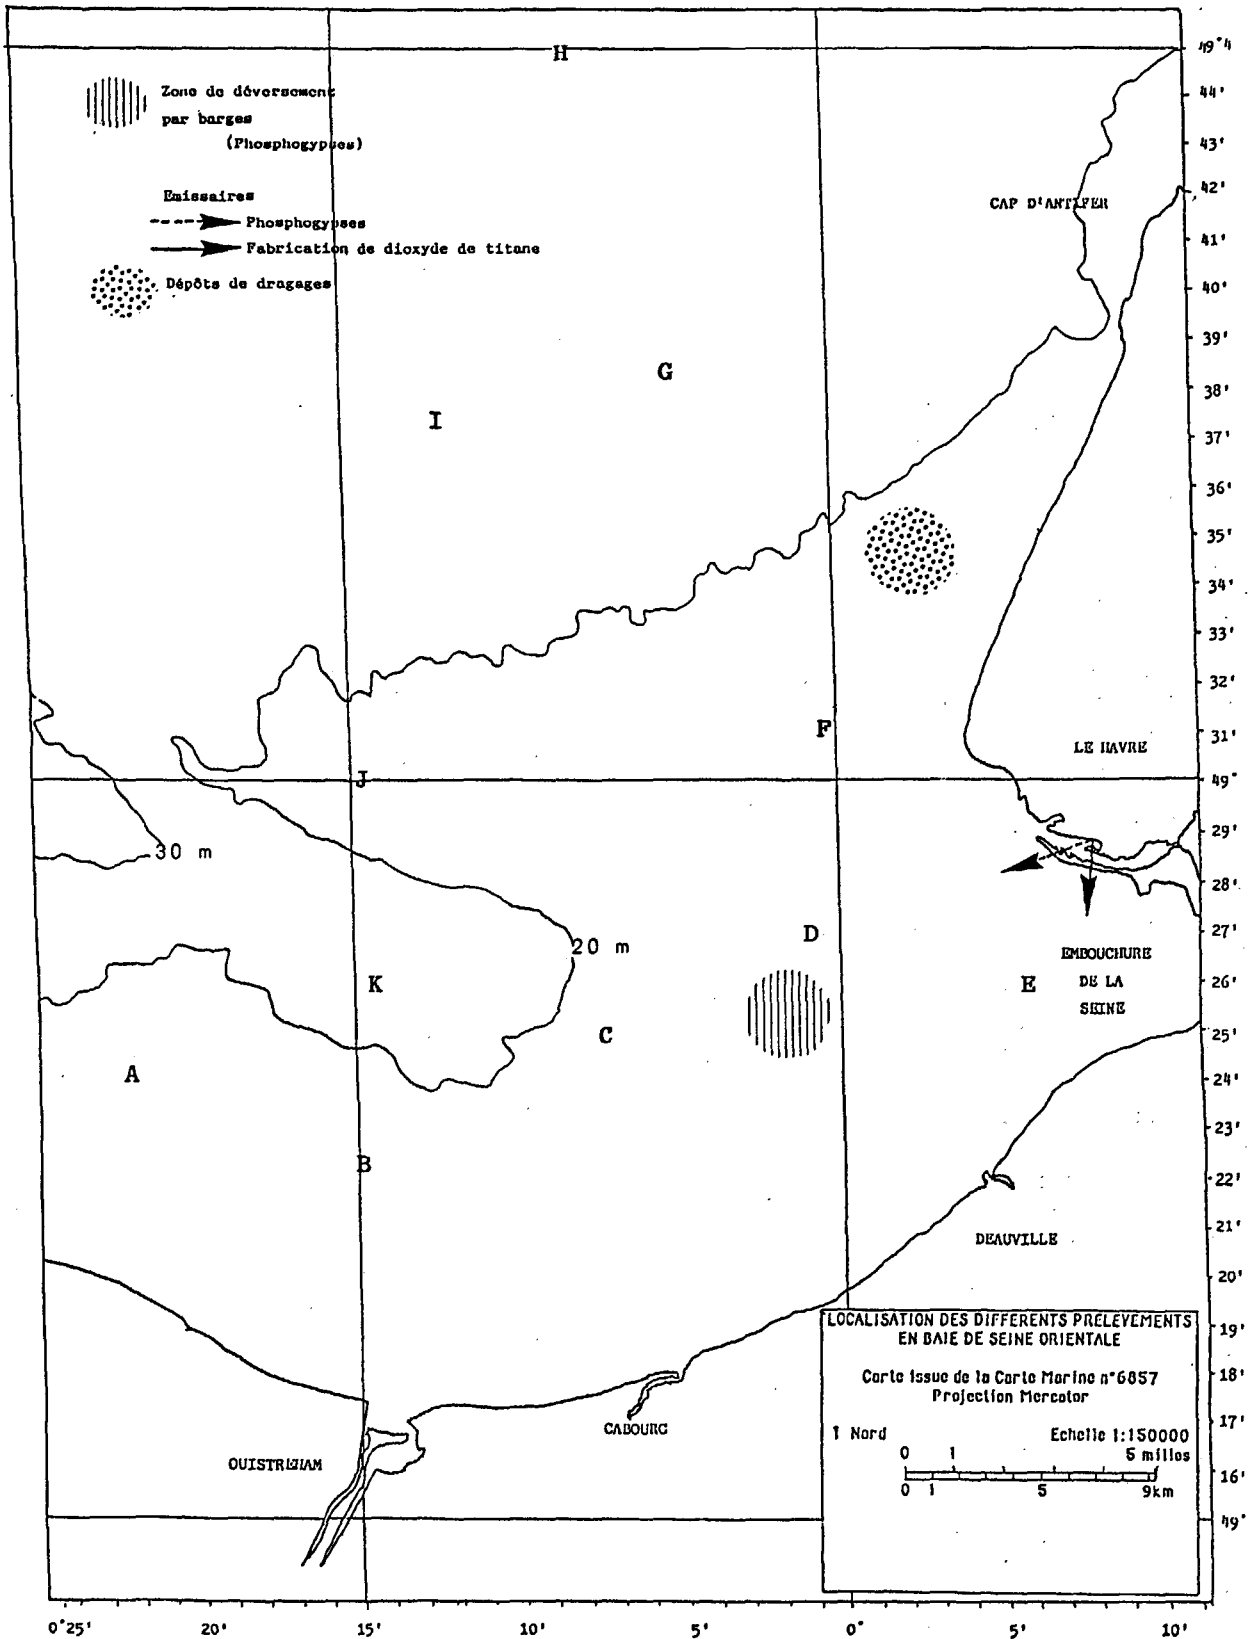 H
49°4
Zone de déversement
par barges
(Phosphogypses)
44'
43'
Emissaires
Phosphogypses
Fabrication de dioxyde de titane
Dépôts de dragages
42'
CAP D'ANTIFER
41'
40'
39'
G
38'
I
37'
36'
35'
34'
33'
32'
F
31'
LE HAVRE
J
49°
29'
30 m
28'
D
27'
20 m
EMBOUCHURE
DE LA
SEINE
K
E
26'
C
25'
A
24'
23'
B
22'
21'
DEAUVILLE
20'
LOCALISATION DES DIFFERENTS PRELEVEMENTS
EN BAIE DE SEINE ORIENTALE
19'
Carte issue de la Carte Marine n°6857
Projection Mercator
18'
CABOURG
17'
↑ Nord
Echelle 1:150000
0 1 5 milles
0 1 5 9km
OUISTREHAM
16'
49°
0°25' 20' 15' 10' 5' 0° 5' 10'